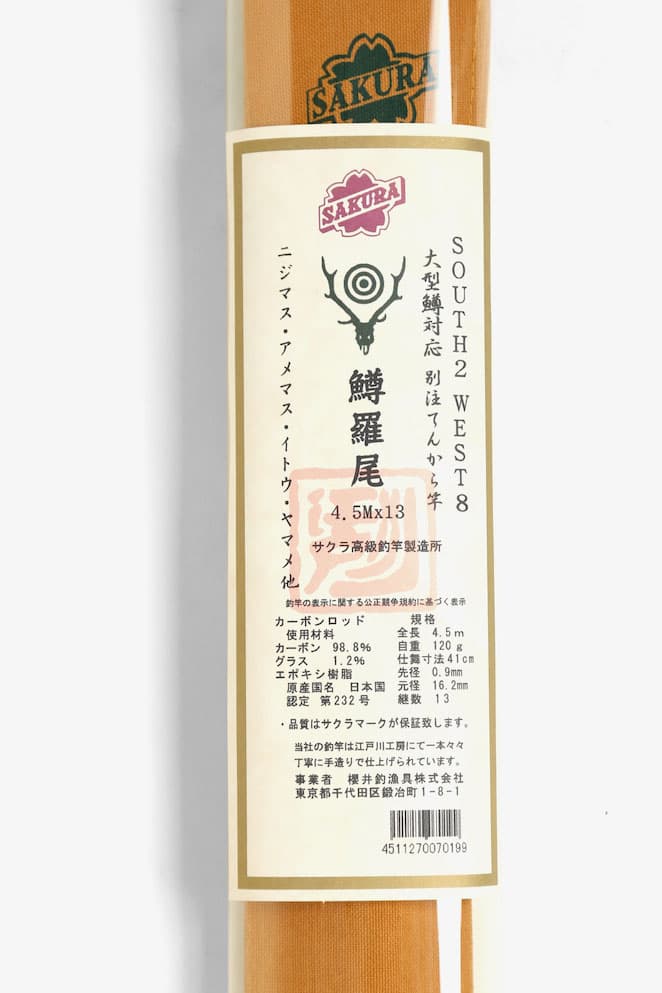 SAKURA
SAKURA
SOUTH2 WEST8
大型鱒対応 別注てんから竿
鱒羅尾
4.5Mx13
サクラ高級釣竿製造所
ニジマス・アメマス・イトウ・ヤマメ他
釣竿の表示に関する公正競争規約に基づく表示
カーボンロッド
使用材料
カーボン 98.8%
グラス 1.2%
エポキシ樹脂
原産国名 日本国
認定 第232号
規格
全長 4.5m
自重 120g
仕舞寸法41cm
先径 0.9mm
元径 16.2mm
継数 13
・品質はサクラマークが保証致します。
当社の釣竿は江戸川工房にて一本々々
丁寧に手造りで仕上げられています。
事業者 櫻井釣漁具株式会社
東京都千代田区鍛冶町1-8-1
4511270070199